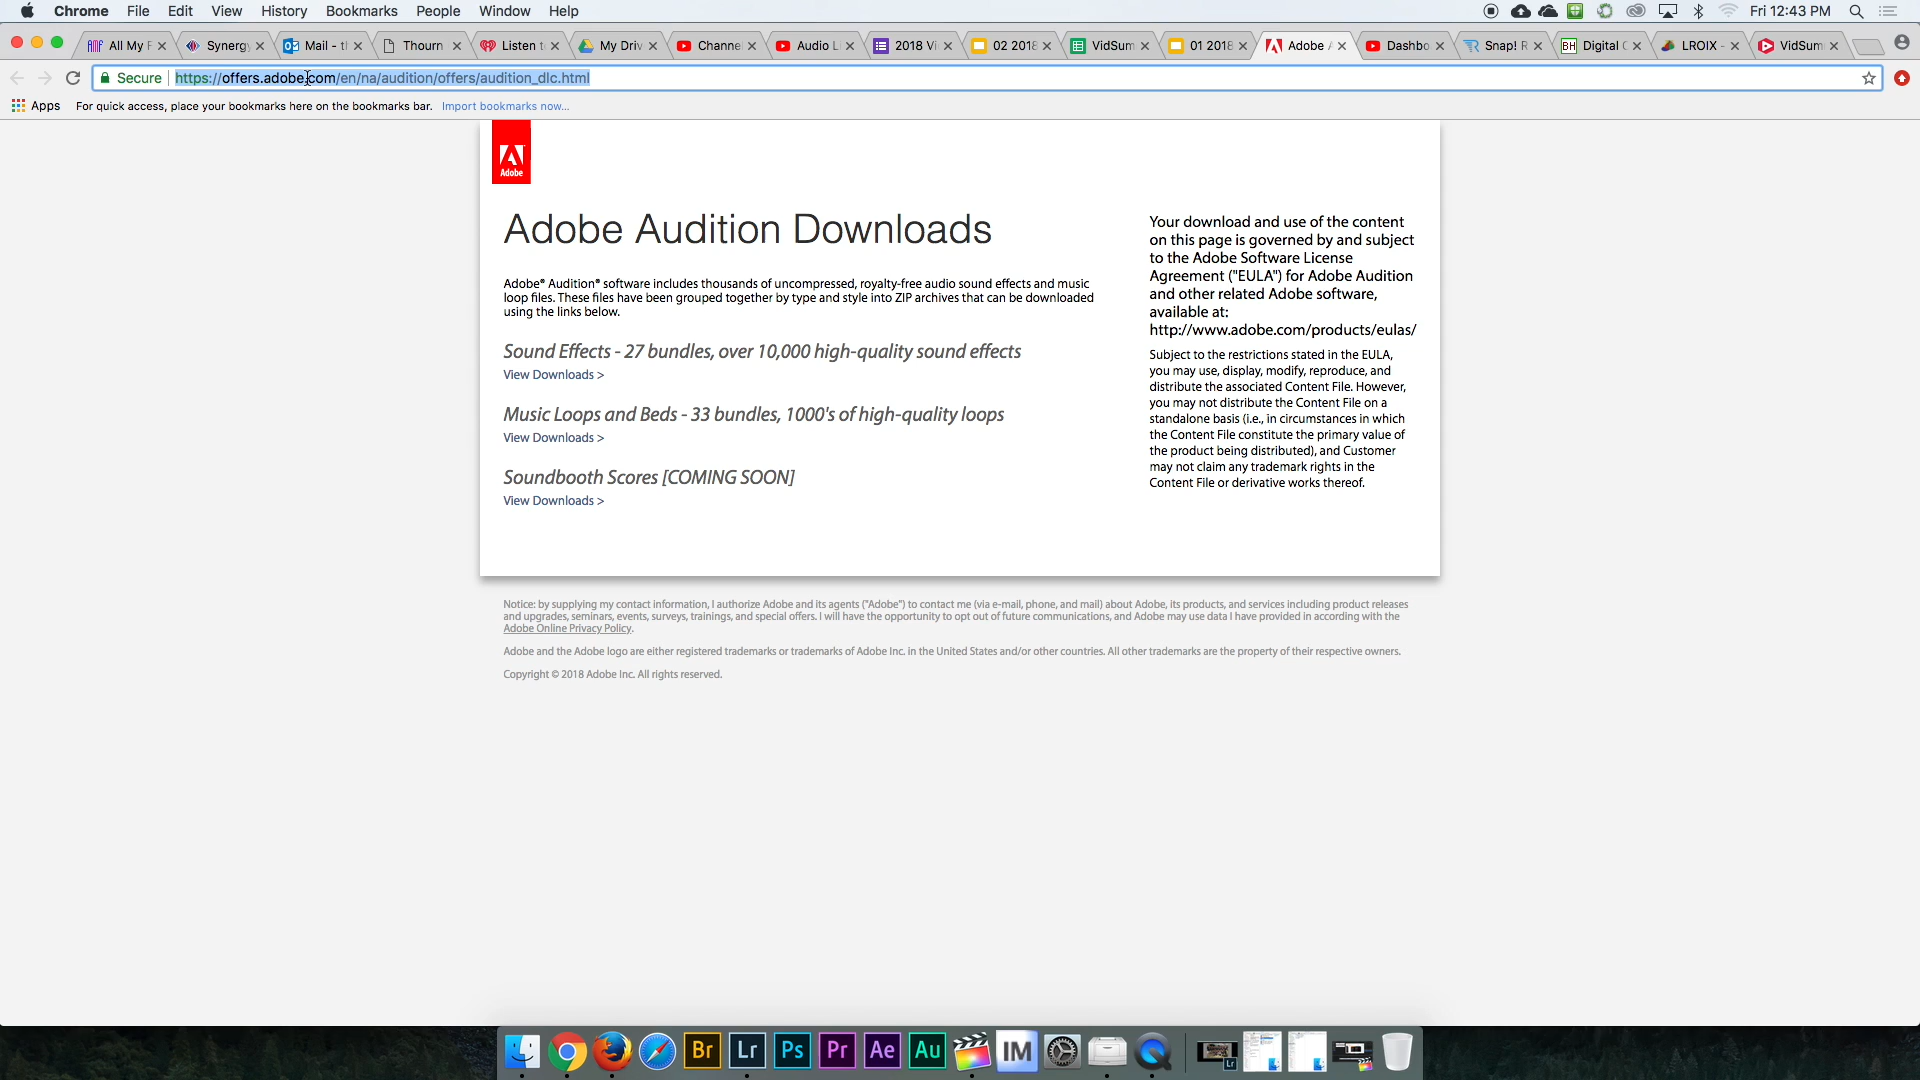 Chrome File Edit View History Bookmarks People Window Help Fri 12:43 PM
All My F Synerg Mail - t Thourn Listen t My Driv Channe Audio L 2018 Vi 02 2018 VidSum 01 2018 Adobe A Dashbo Snap! R Digital C LROIX - VidSum
Secure https://offers.adobe.com/en/na/audition/offers/audition_dlc.html
Apps For quick access, place your bookmarks here on the bookmarks bar. Import bookmarks now...
Adobe
Adobe Audition Downloads
Adobe® Audition® software includes thousands of uncompressed, royalty-free audio sound effects and music
loop files. These files have been grouped together by type and style into ZIP archives that can be downloaded
using the links below.
Sound Effects - 27 bundles, over 10,000 high-quality sound effects
View Downloads >
Music Loops and Beds - 33 bundles, 1000's of high-quality loops
View Downloads >
Soundbooth Scores [COMING SOON]
View Downloads >
Your download and use of the content
on this page is governed by and subject
to the Adobe Software License
Agreement ("EULA") for Adobe Audition
and other related Adobe software,
available at:
http://www.adobe.com/products/eulas/
Subject to the restrictions stated in the EULA,
you may use, display, modify, reproduce, and
distribute the associated Content File. However,
you may not distribute the Content File on a
standalone basis (i.e., in circumstances in which
the Content File constitute the primary value of
the product being distributed), and Customer
may not claim any trademark rights in the
Content File or derivative works thereof.
Notice: by supplying my contact information, I authorize Adobe and its agents ("Adobe") to contact me (via e-mail, phone, and mail) about Adobe, its products, and services including product releases
and upgrades, seminars, events, surveys, trainings, and special offers. I will have the opportunity to opt out of future communications, and Adobe may use data I have provided in according with the
Adobe Online Privacy Policy.
Adobe and the Adobe logo are either registered trademarks or trademarks of Adobe Inc. in the United States and/or other countries. All other trademarks are the property of their respective owners.
Copyright © 2018 Adobe Inc. All rights reserved.
Br Lr Ps Pr Ae Au IM